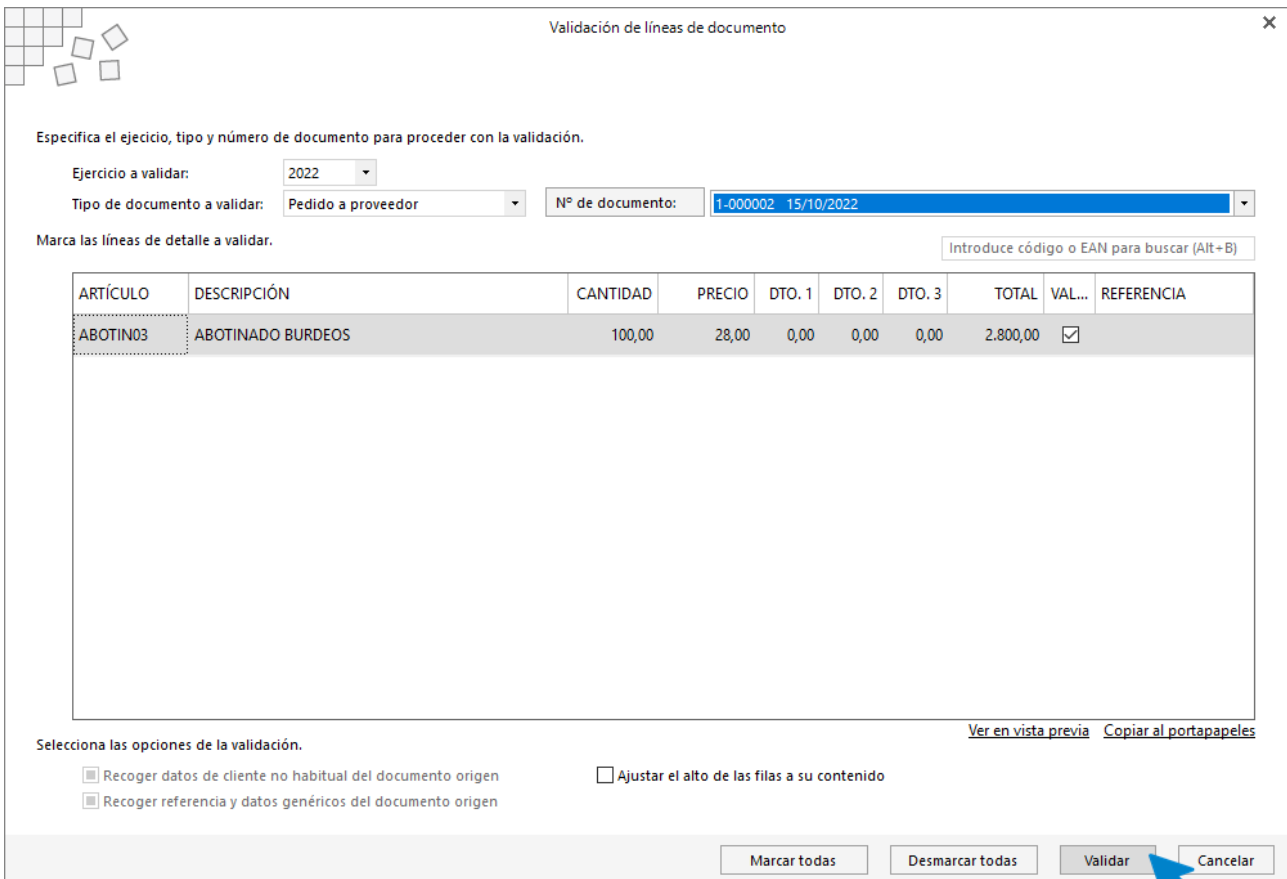 Validación de líneas de documento
Especifica el ejecicio, tipo y número de documento para proceder con la validación.
Ejercicio a validar: 2022
Tipo de documento a validar: Pedido a proveedor Nº de documento: 1-000002 15/10/2022
Marca las líneas de detalle a validar. Introduce código o EAN para buscar (Alt+B)
ARTÍCULO DESCRIPCIÓN CANTIDAD PRECIO DTO. 1 DTO. 2 DTO. 3 TOTAL VAL... REFERENCIA
ABOTIN03 ABOTINADO BURDEOS 100,00 28,00 0,00 0,00 0,00 2.800,00
Ver en vista previa Copiar al portapapeles
Selecciona las opciones de la validación.
Recoger datos de cliente no habitual del documento origen Ajustar el alto de las filas a su contenido
Recoger referencia y datos genéricos del documento origen
Marcar todas Desmarcar todas Validar Cancelar